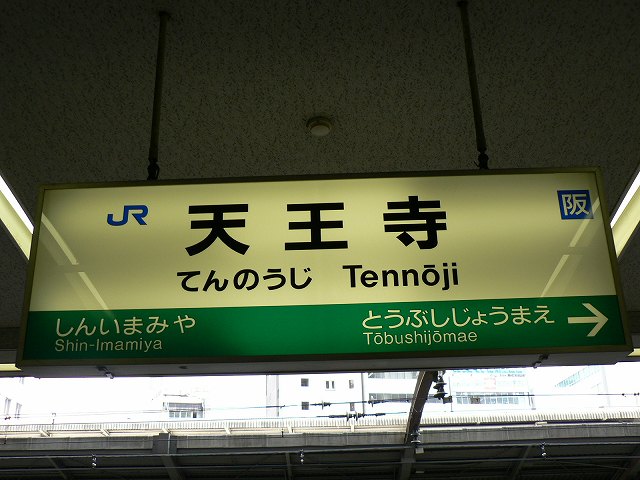 JR 天王寺 阪
てんのうじ Tennōji
しんいまみや とうぶしじょうまえ
Shin-Imamiya Tōbushijōmae